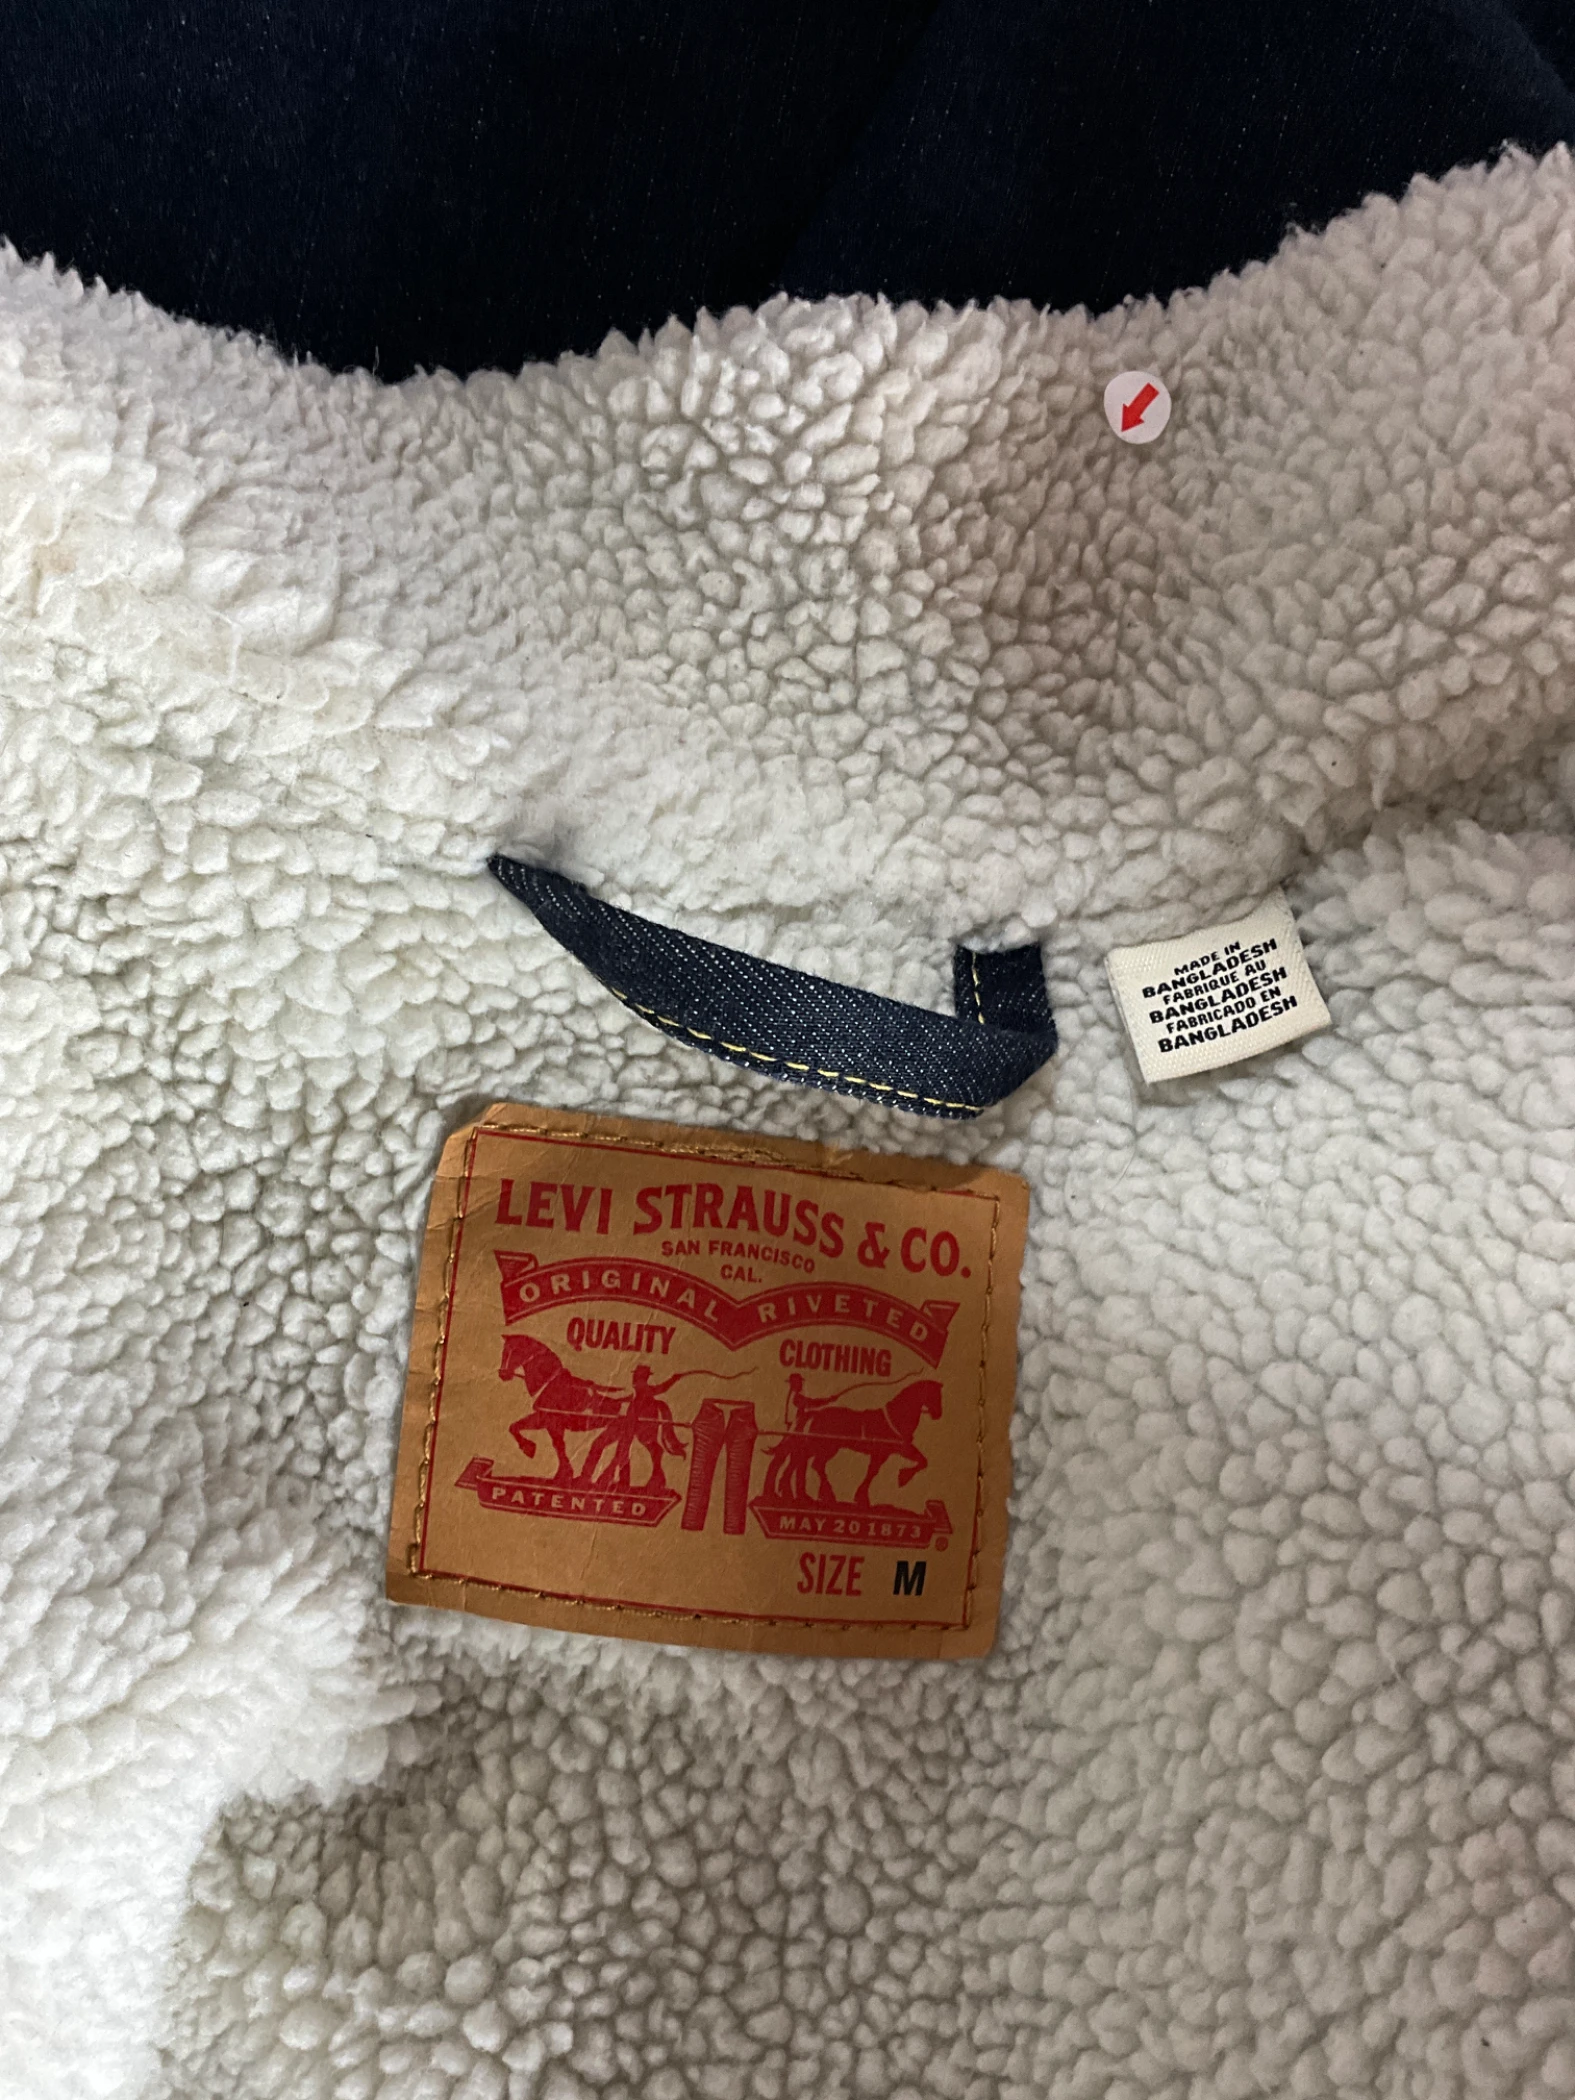 MADE IN
BANGLADESH
FABRIQUE AU
BANGLADESH
FABRICADO EN
BANGLADESH
LEVI STRAUSS & CO.
SAN FRANCISCO
CAL.
ORIGINAL RIVETED
QUALITY CLOTHING
PATENTED MAY 20 1873 ®
SIZE M